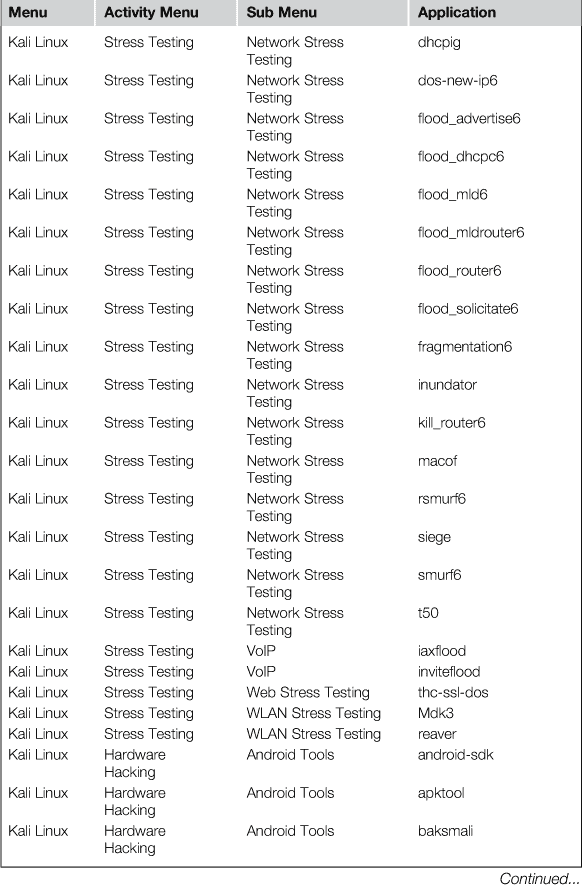 Menu Activity Menu Sub Menu Application
Kali Linux Stress Testing Network Stress dhcpig
Testing
Kali Linux Stress Testing Network Stress dos-new-ip6
Testing
Kali Linux Stress Testing Network Stress flood_advertise6
Testing
Kali Linux Stress Testing Network Stress flood_dhcpc6
Testing
Kali Linux Stress Testing Network Stress flood_mld6
Testing
Kali Linux Stress Testing Network Stress flood_mldrouter6
Testing
Kali Linux Stress Testing Network Stress flood_router6
Testing
Kali Linux Stress Testing Network Stress flood_solicitate6
Testing
Kali Linux Stress Testing Network Stress fragmentation6
Testing
Kali Linux Stress Testing Network Stress inundator
Testing
Kali Linux Stress Testing Network Stress kill_router6
Testing
Kali Linux Stress Testing Network Stress macof
Testing
Kali Linux Stress Testing Network Stress rsmurf6
Testing
Kali Linux Stress Testing Network Stress siege
Testing
Kali Linux Stress Testing Network Stress smurf6
Testing
Kali Linux Stress Testing Network Stress t50
Testing
Kali Linux Stress Testing VoIP iaxflood
Kali Linux Stress Testing VoIP inviteflood
Kali Linux Stress Testing Web Stress Testing thc-ssl-dos
Kali Linux Stress Testing WLAN Stress Testing Mdk3
Kali Linux Stress Testing WLAN Stress Testing reaver
Kali Linux Hardware Android Tools android-sdk
Hacking
Kali Linux Hardware Android Tools apktool
Hacking
Kali Linux Hardware Android Tools baksmali
Hacking
Continued...